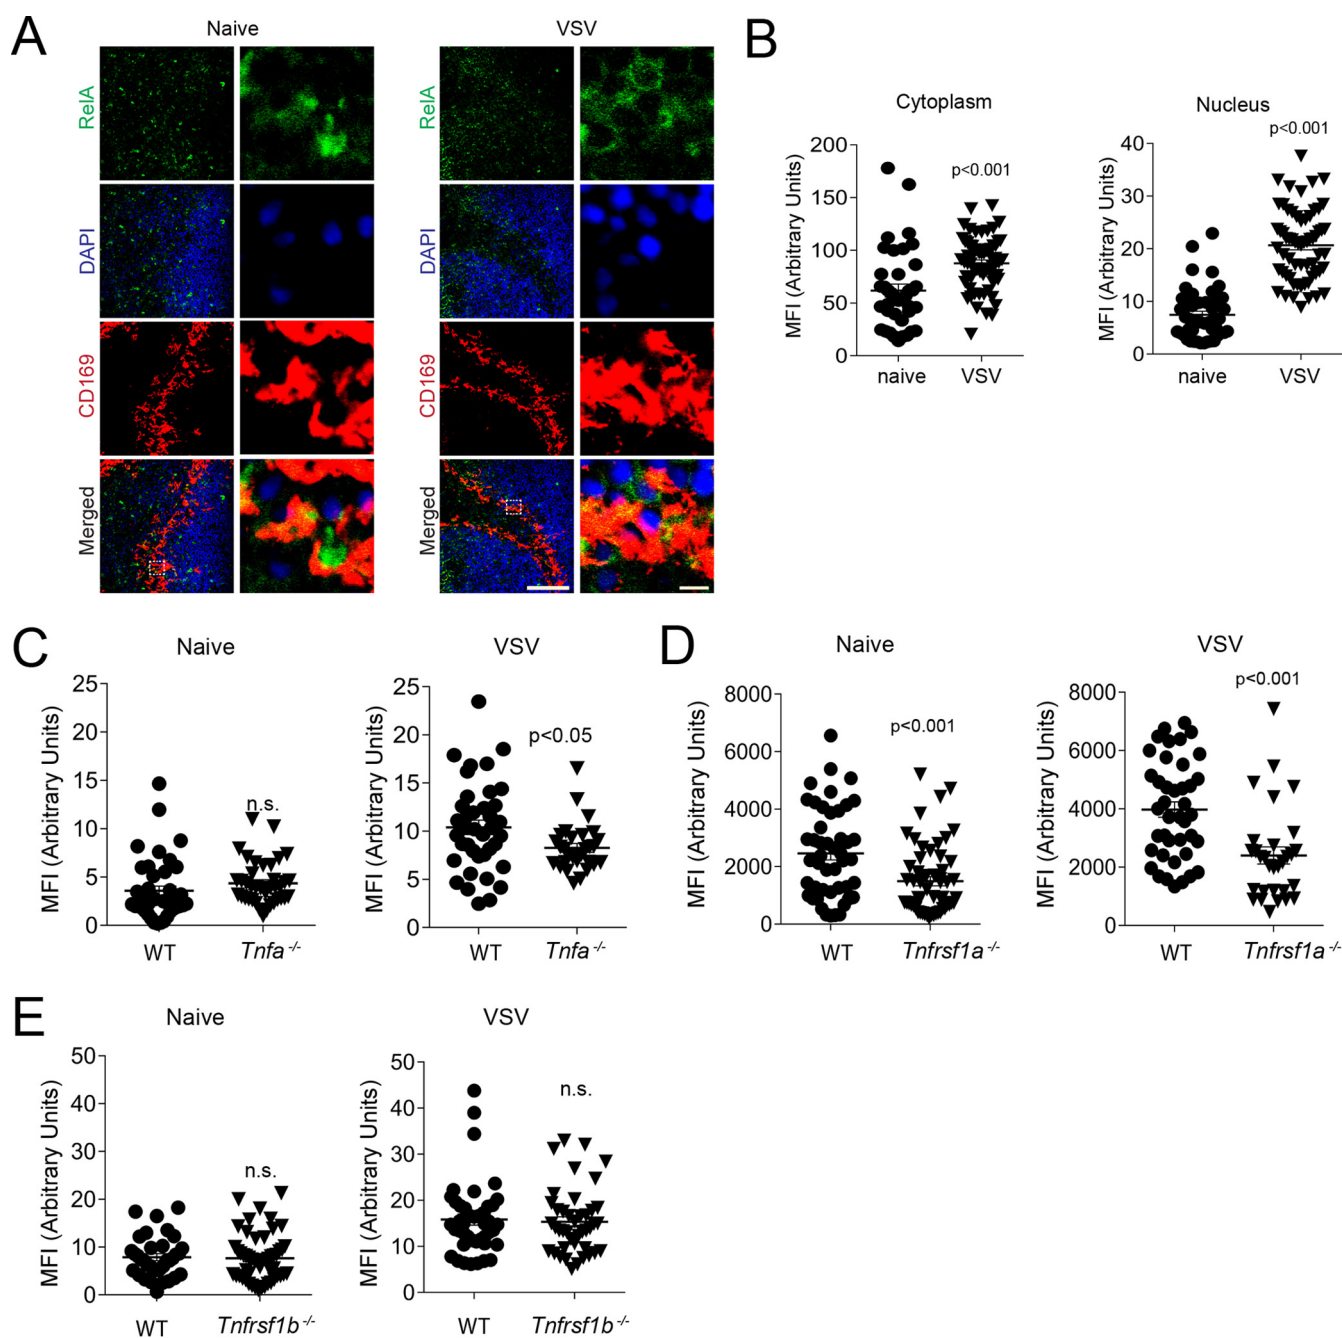 A
Naive
VSV
RelA
DAPI
CD169
Merged
RelA
DAPI
CD169
Merged
B
Cytoplasm
Nucleus
p<0.001
p<0.001
MFI (Arbitrary Units)
200
150
100
50
0
naive
VSV
MFI (Arbitrary Units)
40
30
20
10
0
naive
VSV
C
Naive
VSV
MFI (Arbitrary Units)
25
20
15
10
5
0
n.s.
WT
Tnfa -/-
MFI (Arbitrary Units)
25
20
15
10
5
0
p<0.05
WT
Tnfa -/-
D
Naive
VSV
MFI (Arbitrary Units)
8000
6000
4000
2000
0
p<0.001
WT
Tnfrsf1a -/-
MFI (Arbitrary Units)
8000
6000
4000
2000
0
p<0.001
WT
Tnfrsf1a -/-
E
Naive
VSV
MFI (Arbitrary Units)
50
40
30
20
10
0
n.s.
WT
Tnfrsf1b -/-
MFI (Arbitrary Units)
50
40
30
20
10
0
n.s.
WT
Tnfrsf1b -/-